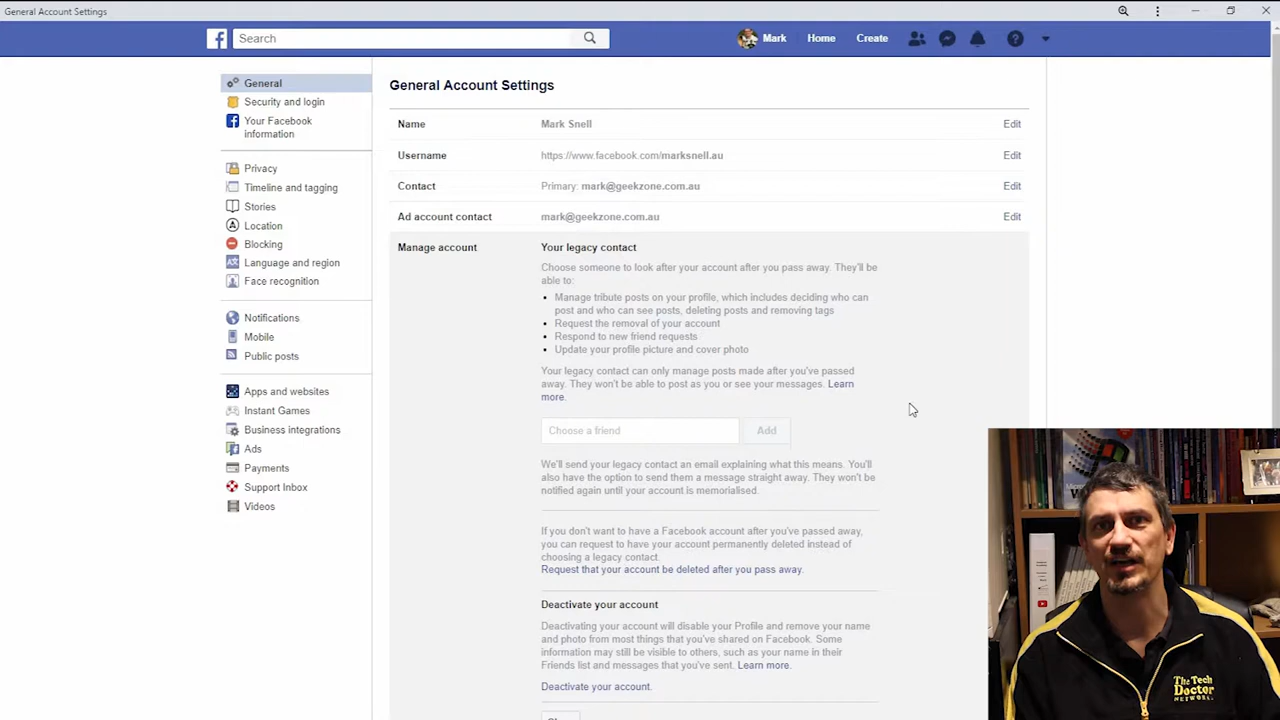 General Account Settings
Search
Mark
Home
Create
General
Security and login
Your Facebook
information
Privacy
Timeline and tagging
Stories
Location
Blocking
Language and region
Face recognition
Notifications
Mobile
Public posts
Apps and websites
Instant Games
Business integrations
Ads
Payments
Support Inbox
Videos
General Account Settings
Name Mark Snell Edit
Username https://www.facebook.com/marksnell.au Edit
Contact Primary: mark@geekzone.com.au Edit
Ad account contact mark@geekzone.com.au Edit
Manage account Your legacy contact
Choose someone to look after your account after you pass away. They'll be
able to:
• Manage tribute posts on your profile, which includes deciding who can
post and who can see posts, deleting posts and removing tags
• Request the removal of your account
• Respond to new friend requests
• Update your profile picture and cover photo
Your legacy contact can only manage posts made after you've passed
away. They won't be able to post as you or see your messages. Learn
more.
Choose a friend Add
We'll send your legacy contact an email explaining what this means. You'll
also have the option to send them a message straight away. They won't be
notified again until your account is memorialised.
If you don't want to have a Facebook account after you've passed away,
you can request to have your account permanently deleted instead of
choosing a legacy contact.
Request that your account be deleted after you pass away.
Deactivate your account
Deactivating your account will disable your Profile and remove your name
and photo from most things that you've shared on Facebook. Some
information may still be visible to others, such as your name in their
Friends list and messages that you've sent. Learn more.
Deactivate your account.
The Tech
Doctor
NETWORK